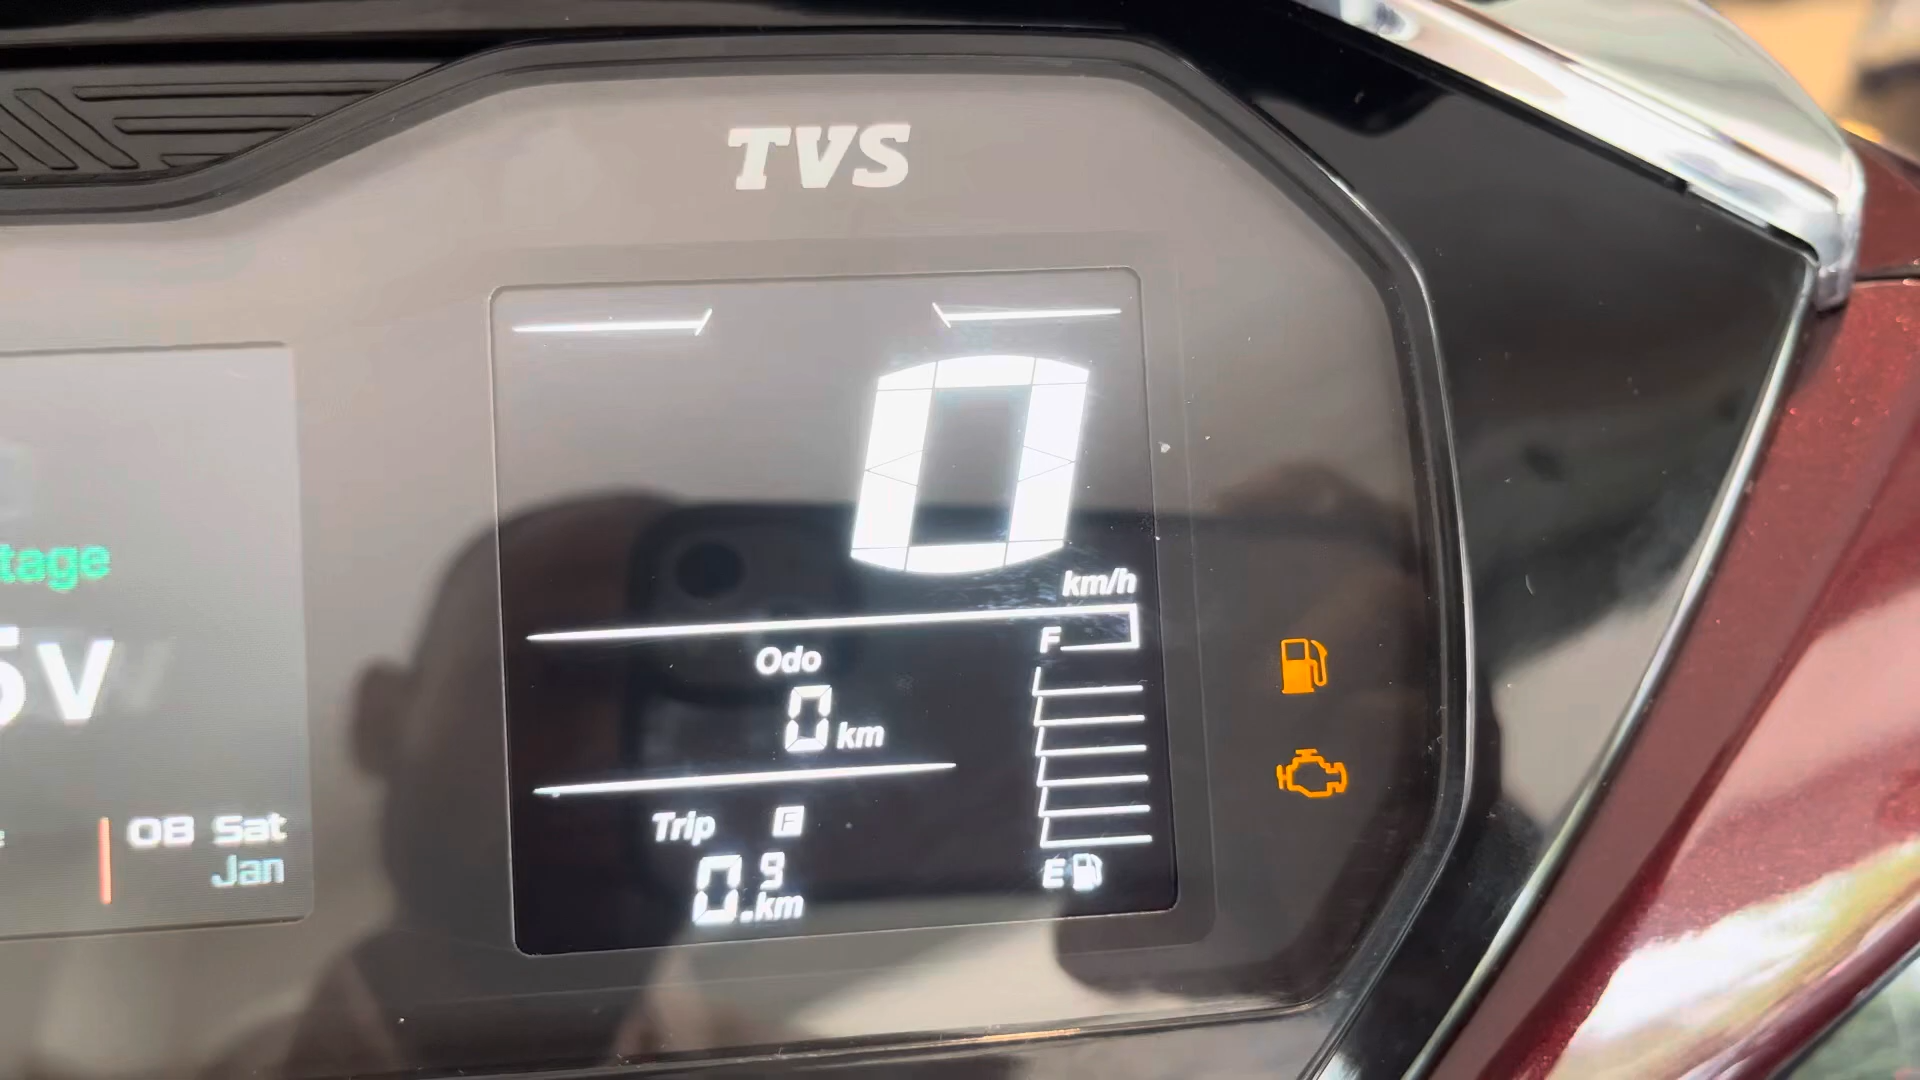 TVS
0
km/h
tage
5V
08 Sat
Jan
Odo
0 km
Trip F
0.9 km
F
E